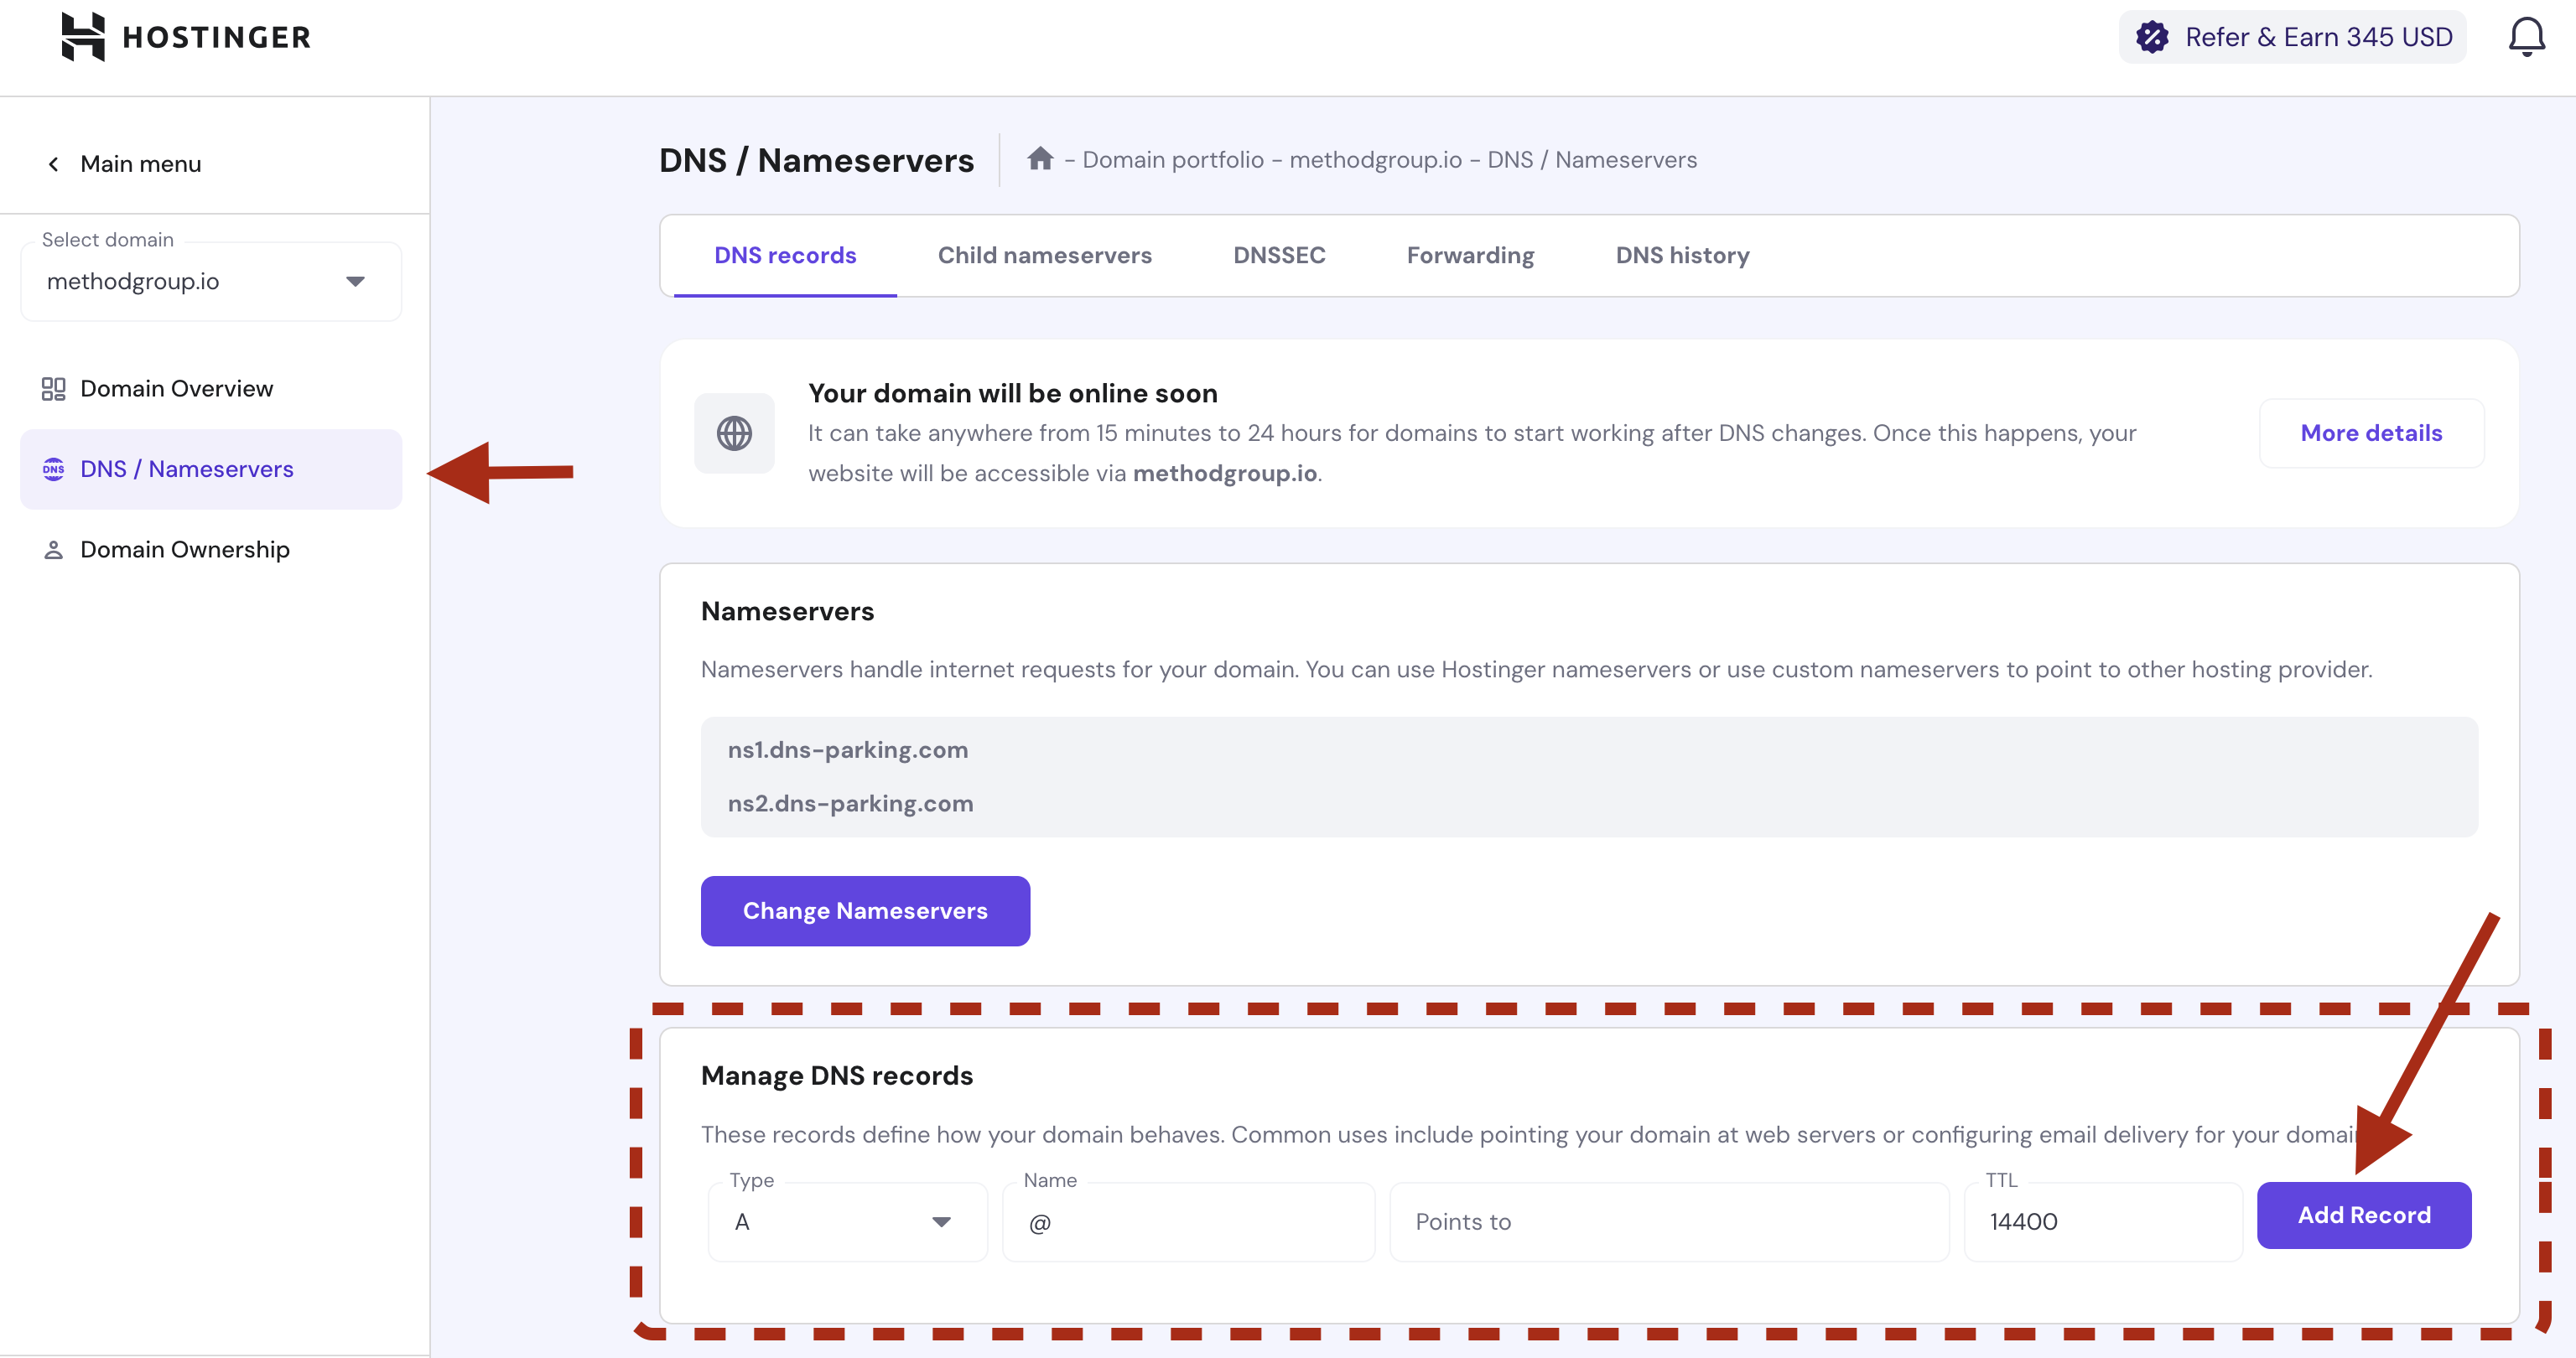 HOSTINGER
Refer & Earn 345 USD
Main menu
Select domain
methodgroup.io
Domain Overview
DNS / Nameservers
Domain Ownership
DNS / Nameservers
- Domain portfolio - methodgroup.io - DNS / Nameservers
DNS records
Child nameservers
DNSSEC
Forwarding
DNS history
Your domain will be online soon
It can take anywhere from 15 minutes to 24 hours for domains to start working after DNS changes. Once this happens, your
website will be accessible via methodgroup.io.
More details
Nameservers
Nameservers handle internet requests for your domain. You can use Hostinger nameservers or use custom nameservers to point to other hosting provider.
ns1.dns-parking.com
ns2.dns-parking.com
Change Nameservers
Manage DNS records
These records define how your domain behaves. Common uses include pointing your domain at web servers or configuring email delivery for your domain
Type
A
Name
@
Points to
TTL
14400
Add Record